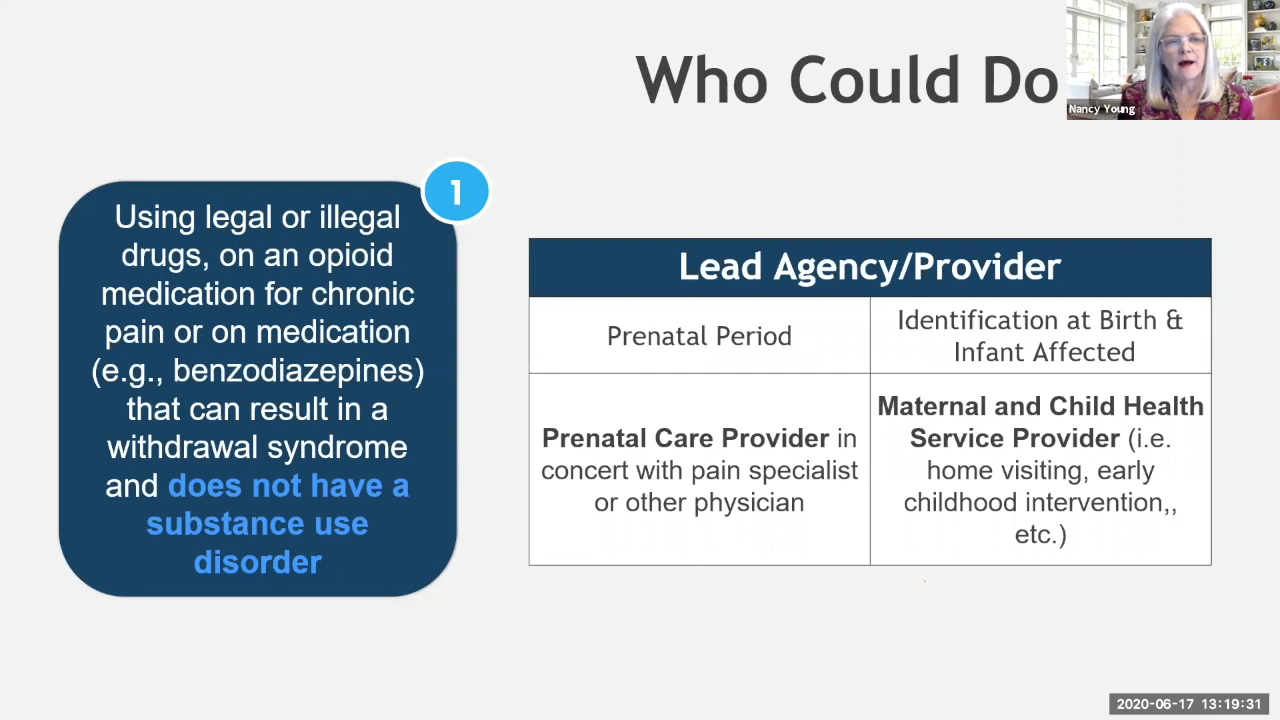 Who Could Do
Nancy Young
1
Using legal or illegal
drugs, on an opioid
medication for chronic
pain or on medication
(e.g., benzodiazepines)
that can result in a
withdrawal syndrome
and does not have a
substance use
disorder
Lead Agency/Provider
Prenatal Period
Identification at Birth &
Infant Affected
Prenatal Care Provider in
concert with pain specialist
or other physician
Maternal and Child Health
Service Provider (i.e.
home visiting, early
childhood intervention,,
etc.)
2020-06-17 13:19:31